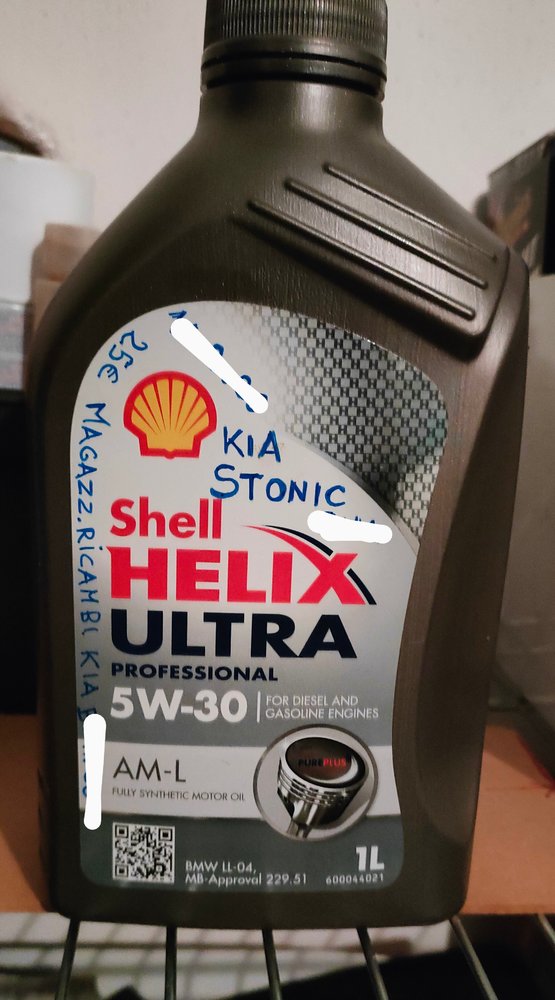 25€ MAGAZZ. RICAMBI KIA
KIA
STONIC
Shell
HELIX
ULTRA
PROFESSIONAL
5W-30
FOR DIESEL AND
GASOLINE ENGINES
PUREPLUS
AM-L
FULLY SYNTHETIC MOTOR OIL
BMW LL-04,
MB-Approval 229.51
1L
600044021